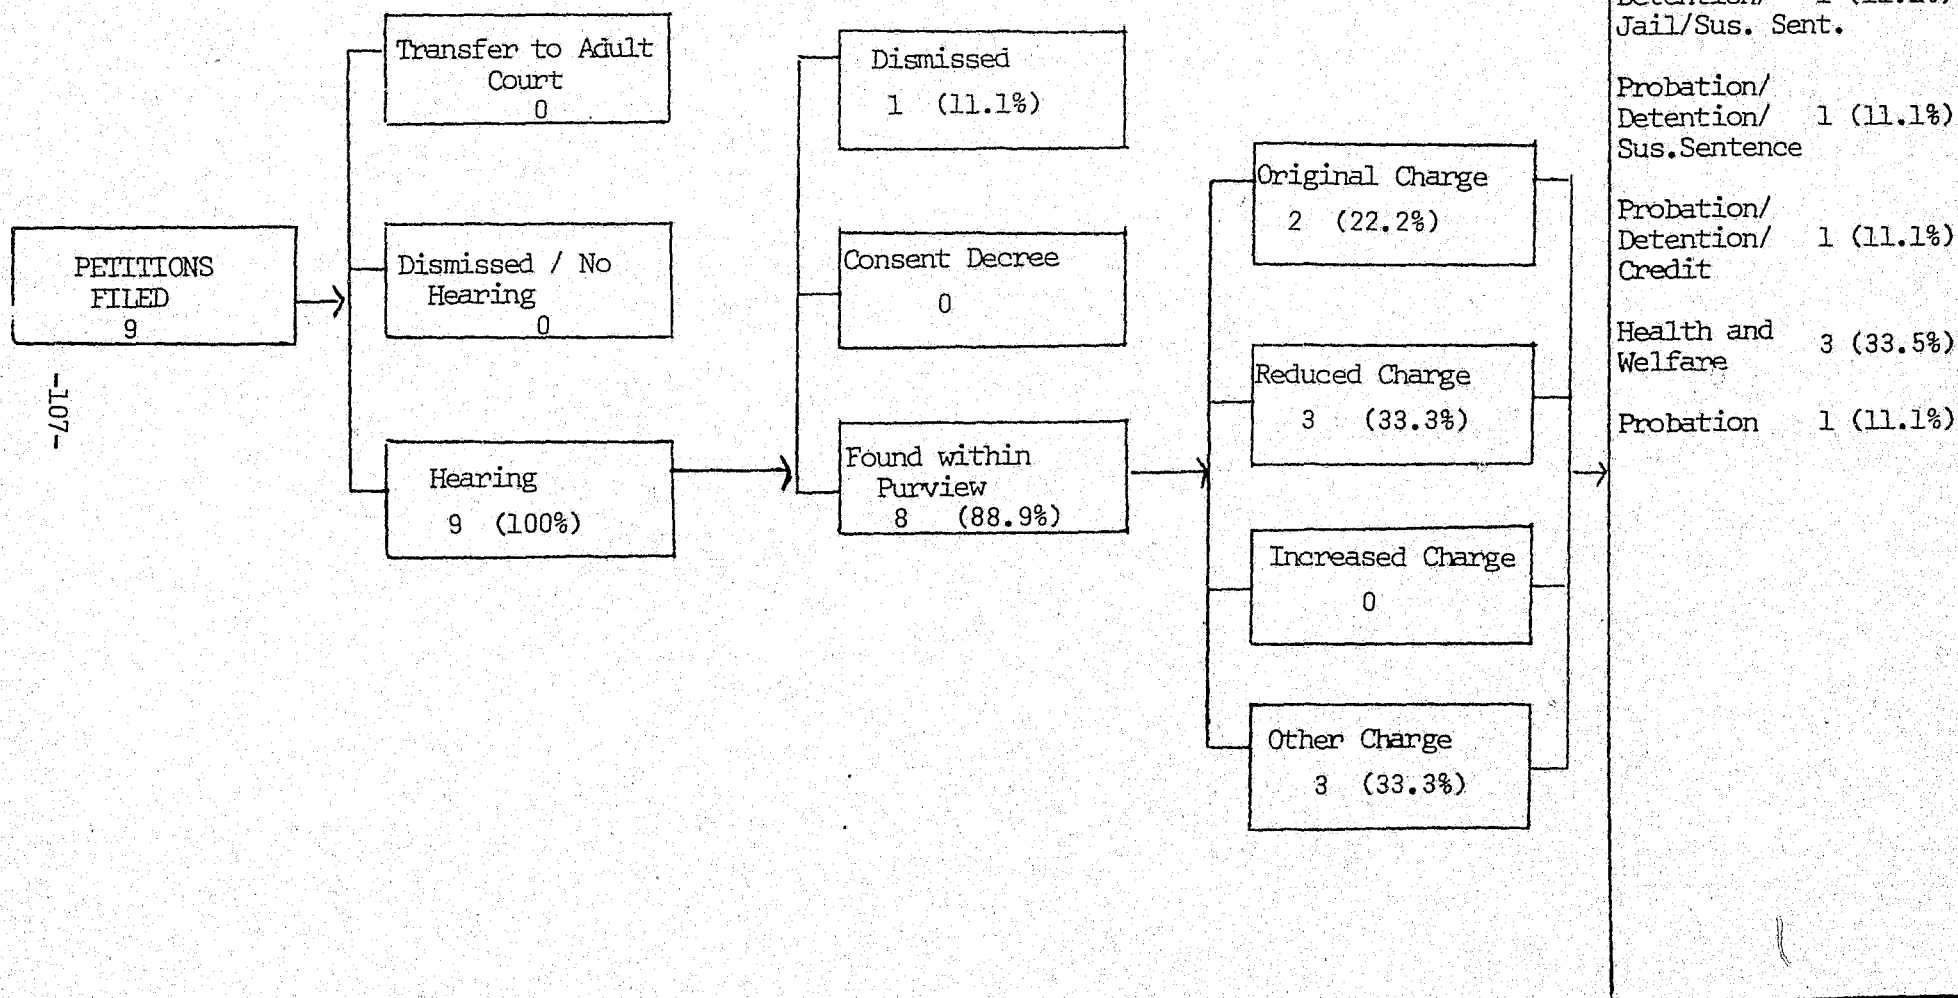 Transfer to Adult
Court
0
Dismissed / No
Hearing
0
Hearing
9 (100%)
PETITIONS
FILED
9
-107-
Dismissed
1 (11.1%)
Consent Decree
0
Found within
Purview
8 (88.9%)
Original Charge
2 (22.2%)
Reduced Charge
3 (33.3%)
Increased Charge
0
Other Charge
3 (33.3%)
Jail/Sus. Sent.
Probation/
Detention/ 1 (11.1%)
Sus.Sentence
Probation/
Detention/ 1 (11.1%)
Credit
Health and
Welfare 3 (33.5%)
Probation 1 (11.1%)